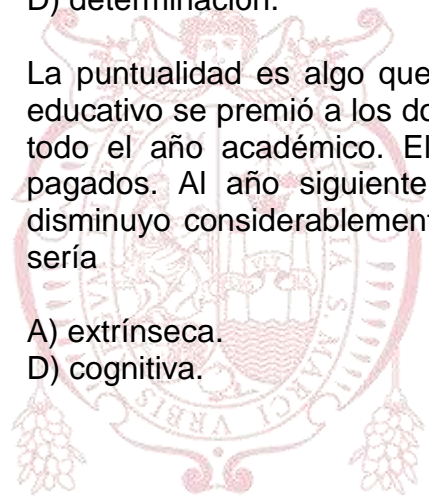 D) determinación.
La puntualidad es algo que
educativo se premió a los do
todo el año académico. El
pagados. Al año siguiente
disminuyo considerablement
sería
A) extrínseca.
D) cognitiva.